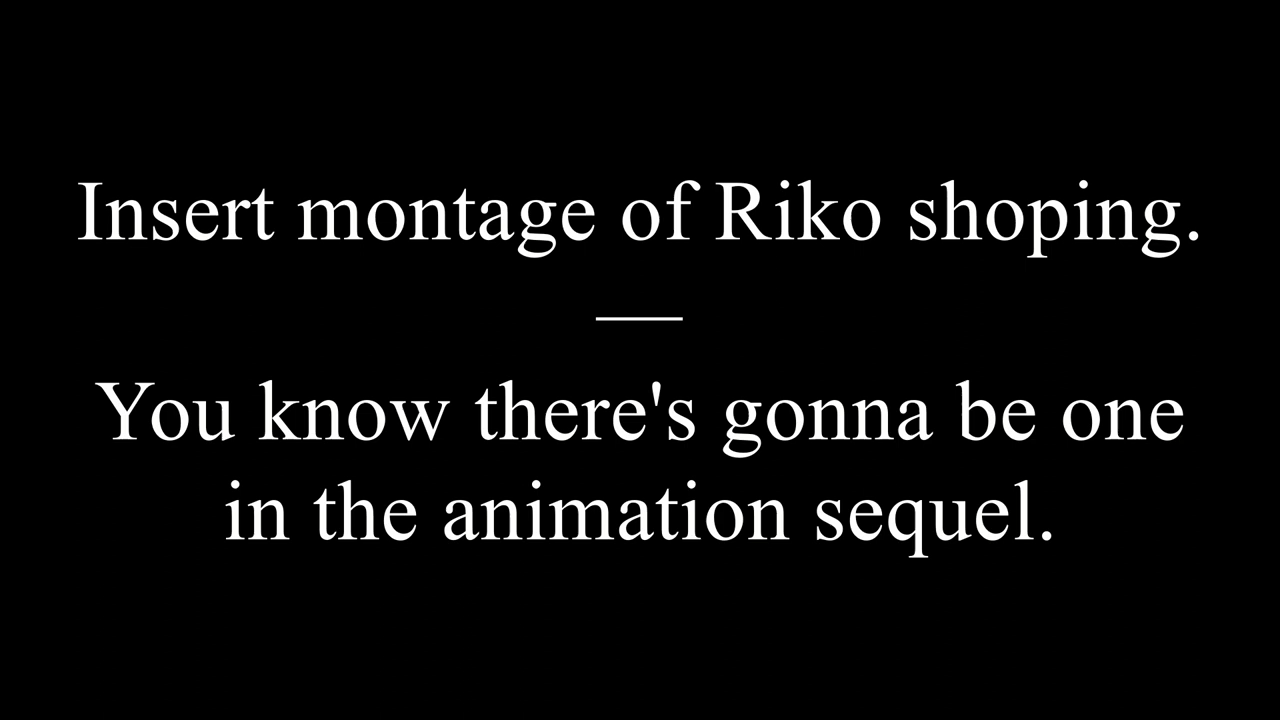 Insert montage of Riko shoping.
—
You know there's gonna be one
in the animation sequel.